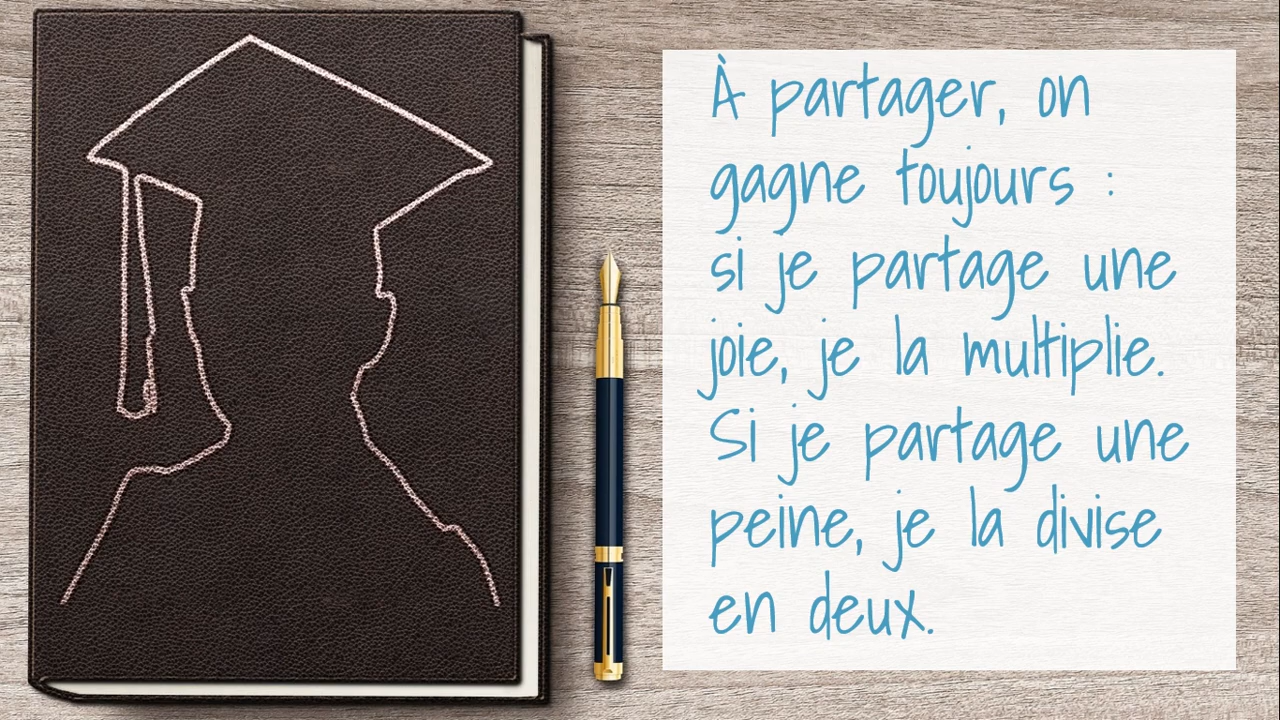 À partager, on
gagne toujours :
si je partage une
joie, je la multiplie.
Si je partage une
peine, je la divise
en deux.